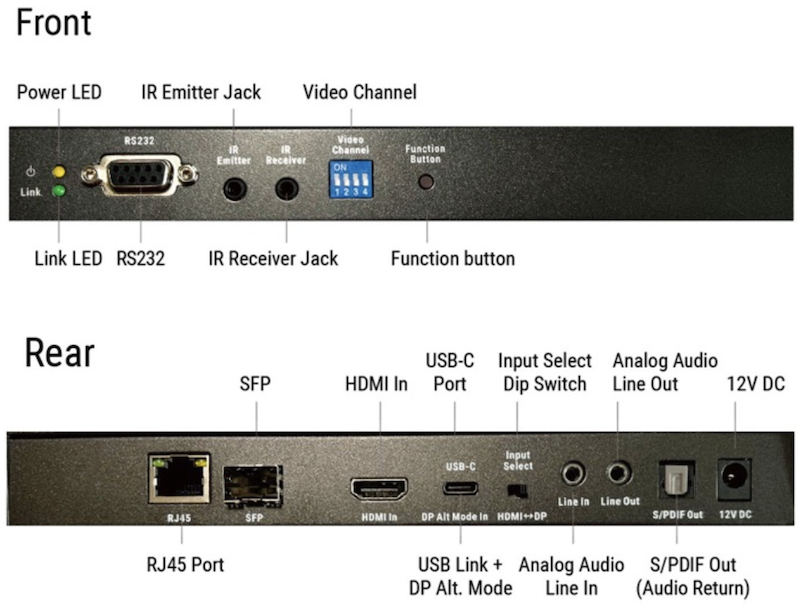 Front
Power LED
IR Emitter Jack
Video Channel
RS232
IR Emitter
IR Receiver
Video Channel
Function Button
ON
1 2 3 4
Link
Link LED
RS232
IR Receiver Jack
Function button
Rear
SFP
HDMI In
USB-C Port
Input Select Dip Switch
Analog Audio Line Out
12V DC
USB-C
Input Select
RJ45
SFP
HDMI In
DP Alt Mode In
HDMI↔DP
Line In
Line Out
S/PDIF Out
12V DC
RJ45 Port
USB Link + DP Alt. Mode
Analog Audio Line In
S/PDIF Out (Audio Return)